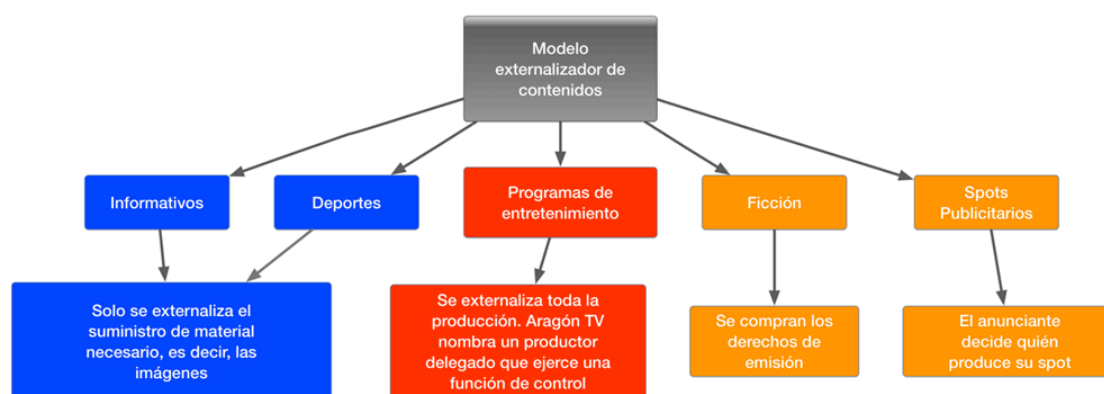 Modelo
externalizador de
contenidos
Informativos
Deportes
Programas de
entretenimiento
Ficción
Spots
Publicitarios
Solo se externaliza el
suministro de material
necesario, es decir, las
imágenes
Se externaliza toda la
producción. Aragón TV
nombra un productor
delegado que ejerce una
función de control
Se compran los
derechos de
emisión
El anunciante
decide quién
produce su spot